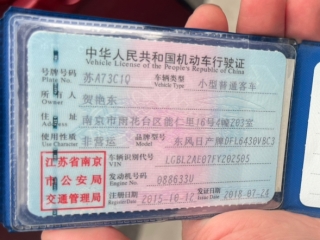 中华人民共和国机动车行驶证
Vehicle License of the People's Republic of China
号牌号码 苏A73C1Q 车辆类型 小型普通客车
Plate No. Vehicle Type
所有人 贺艳东
Owner
住址 南京市雨花台区能仁里16号4幢203室
Address
使用性质 非营运 品牌型号 东风日产牌DFL6430VBC3
Use Character Model
江苏省南京市公安局交通管理局
车辆识别代号 LGBL2AE07FY202505
VIN
发动机号码 088633U
Engine No.
注册日期 2015-10-12 发证日期
Register Date Issue Date